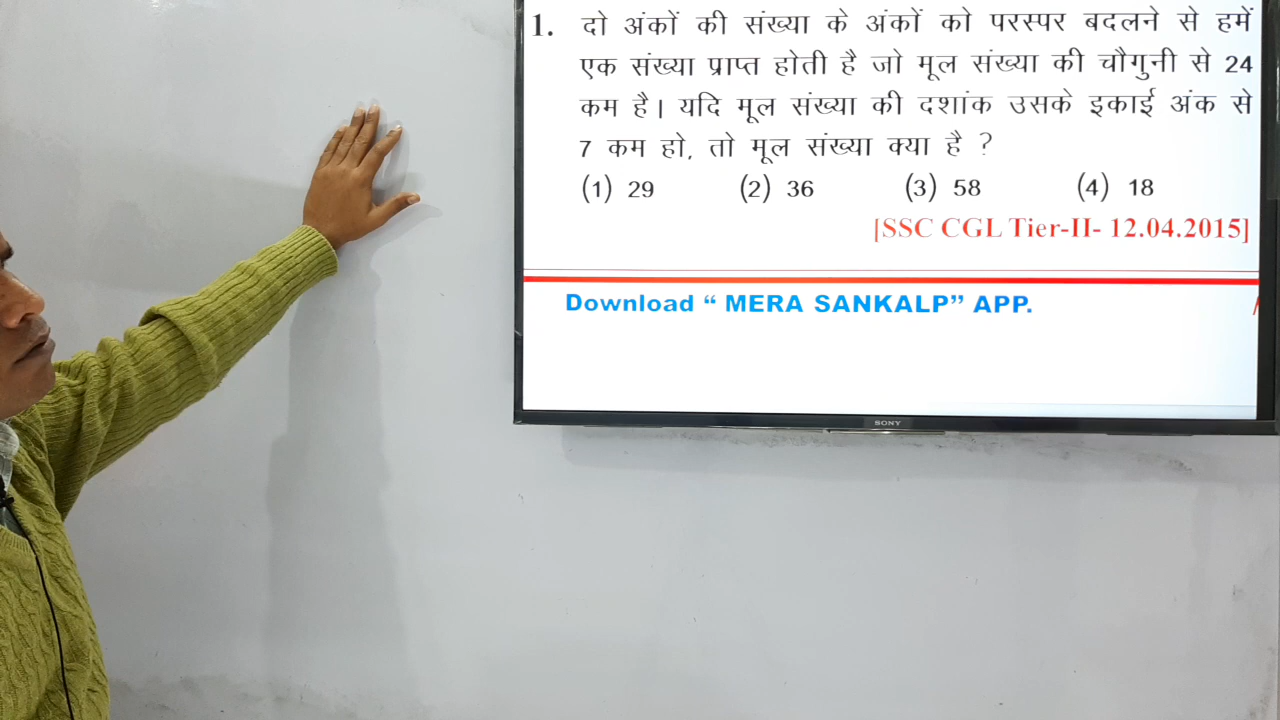 1. दो अंकों की संख्या के अंकों को परस्पर बदलने से हमें
एक संख्या प्राप्त होती है जो मूल संख्या की चौगुनी से 24
कम है। यदि मूल संख्या की दशांक उसके इकाई अंक से
7 कम हो, तो मूल संख्या क्या है ?
(1) 29 (2) 36 (3) 58 (4) 18
[SSC CGL Tier-II- 12.04.2015]
Download “ MERA SANKALP” APP.
SONY